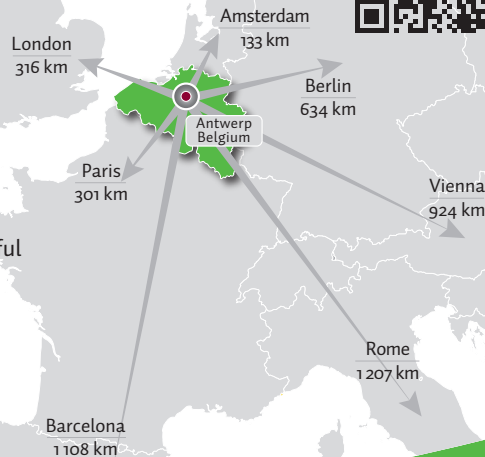 Amsterdam
133 km
London
316 km
Berlin
634 km
Antwerp
Belgium
Paris
301 km
Vienna
924 km
ful
Rome
1 207 km
Barcelona
1 108 km